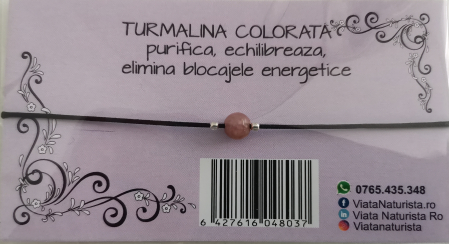 TURMALINA COLORATA
purifica, echilibreaza,
elimina blocajele energetice
6 427616 048037
0765.435.348
ViataNaturista.ro
Viata Naturista Ro
Viatanaturista